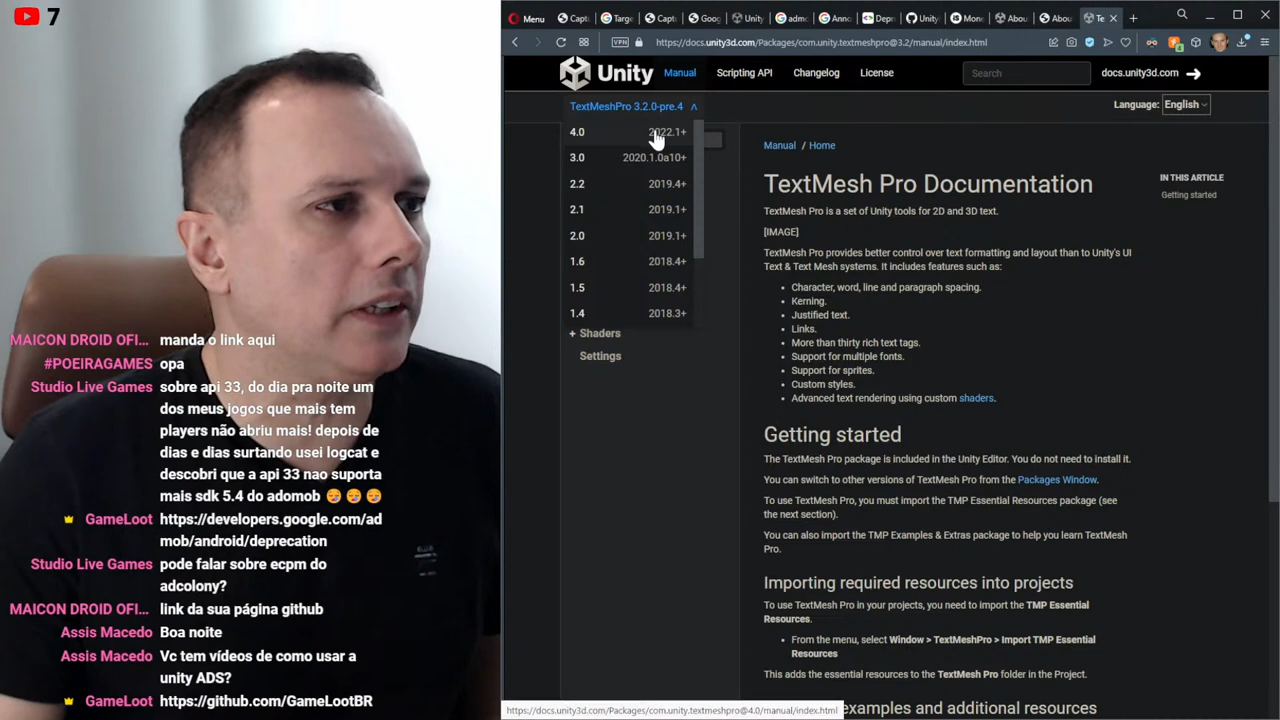 7
MAICON DROID OFI... manda o link aqui
#POEIRAGAMES opa
Studio Live Games sobre api 33, do dia pra noite um
dos meus jogos que mais tem
players não abriu mais! depois de
dias e dias surtando usei logcat e
descobri que a api 33 nao suporta
mais sdk 5.4 do adomob 😪😪😪
GameLoot https://developers.google.com/ad
mob/android/deprecation
Studio Live Games pode falar sobre ecpm do
adcolony?
MAICON DROID OFI... link da sua página github
Assis Macedo Boa noite
Assis Macedo Vc tem vídeos de como usar a
unity ADS?
GameLoot https://github.com/GameLootBR
Menu Captu Targe Captu Goog Unity admo Anno Depr Unity Mone Abou Abou Te
VPN https://docs.unity3d.com/Packages/com.unity.textmeshpro@3.2/manual/index.html
Unity Manual Scripting API Changelog License Search docs.unity3d.com
TextMeshPro 3.2.0-pre.4 Language: English
4.0 2022.1+
3.0 2020.1.0a10+
2.2 2019.4+
2.1 2019.1+
2.0 2019.1+
1.6 2018.4+
1.5 2018.4+
1.4 2018.3+
+ Shaders
Settings
Manual / Home
TextMesh Pro Documentation
TextMesh Pro is a set of Unity tools for 2D and 3D text.
[IMAGE]
TextMesh Pro provides better control over text formatting and layout than to Unity's UI
Text & Text Mesh systems. It includes features such as:
Character, word, line and paragraph spacing.
Kerning.
Justified text.
Links.
More than thirty rich text tags.
Support for multiple fonts.
Support for sprites.
Custom styles.
Advanced text rendering using custom shaders.
Getting started
The TextMesh Pro package is included in the Unity Editor. You do not need to install it.
You can switch to other versions of TextMesh Pro from the Packages Window.
To use TextMesh Pro, you must import the TMP Essential Resources package (see
the next section).
You can also import the TMP Examples & Extras package to help you learn TextMesh
Pro.
Importing required resources into projects
To use TextMesh Pro in your projects, you need to import the TMP Essential
Resources.
From the menu, select Window > TextMeshPro > Import TMP Essential
Resources
This adds the essential resources to the TextMesh Pro folder in the Project.
examples and additional resources
IN THIS ARTICLE
Getting started
https://docs.unity3d.com/Packages/com.unity.textmeshpro@4.0/manual/index.html